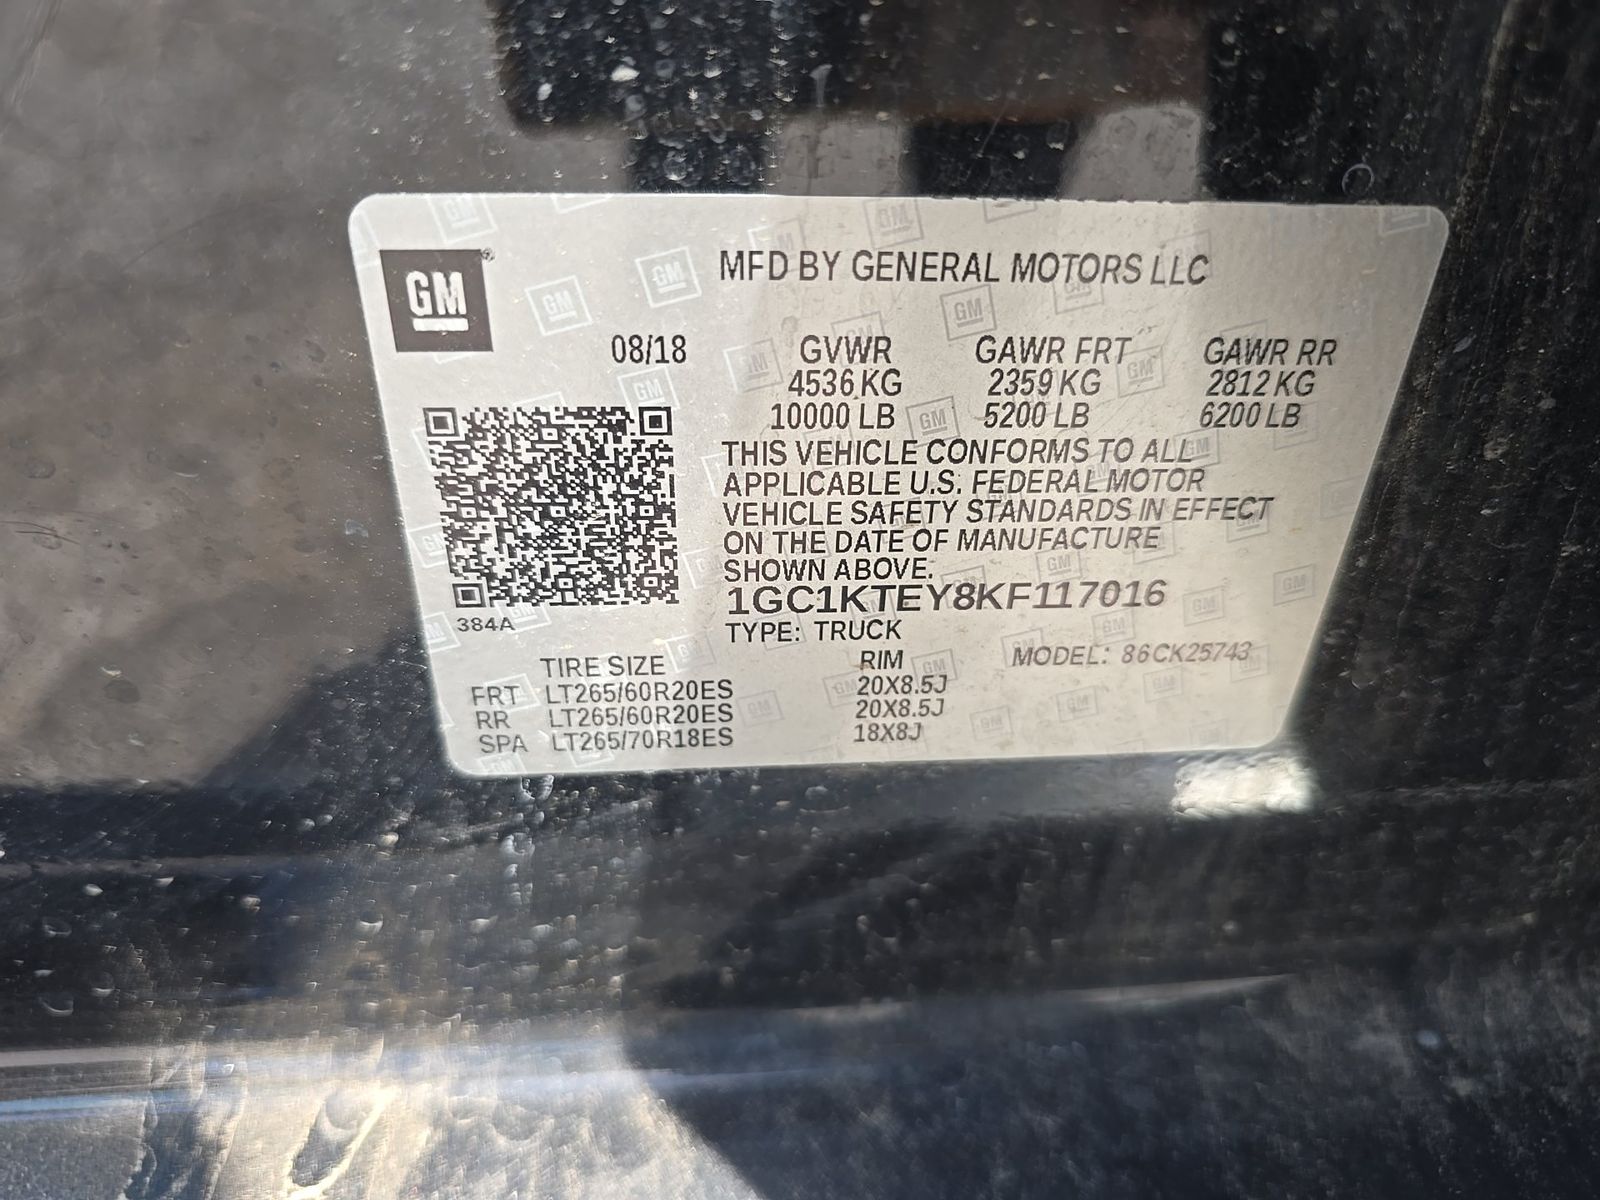 GM
MFD BY GENERAL MOTORS LLC
08/18 GVWR GAWR FRT GAWR RR
4536 KG 2359 KG 2812 KG
10000 LB 5200 LB 6200 LB
THIS VEHICLE CONFORMS TO ALL
APPLICABLE U.S. FEDERAL MOTOR
VEHICLE SAFETY STANDARDS IN EFFECT
ON THE DATE OF MANUFACTURE
SHOWN ABOVE.
1GC1KTEY8KF117016
384A
TYPE: TRUCK
TIRE SIZE RIM MODEL: 86CK25743
FRT LT265/60R20ES 20X8.5J
RR LT265/60R20ES 20X8.5J
SPA LT265/70R18ES 18X8J